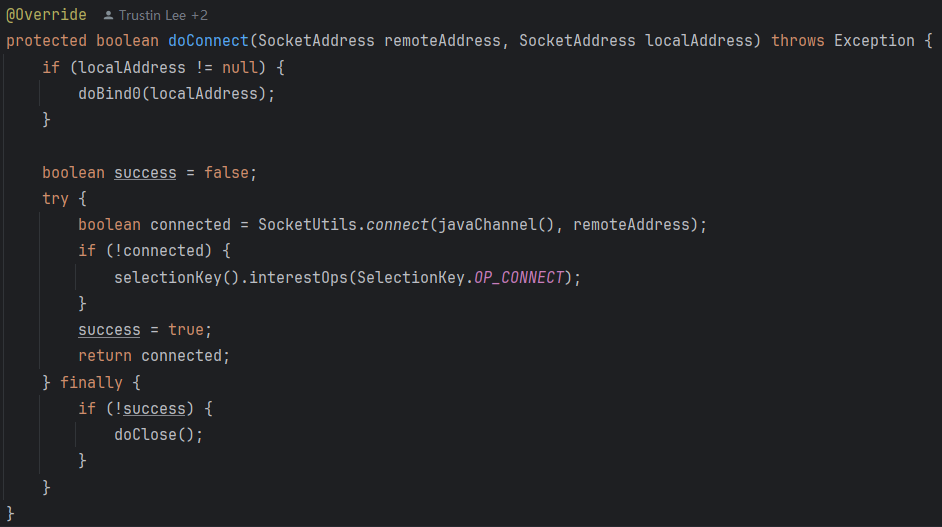 @Override  Trustin Lee +2
protected boolean doConnect(SocketAddress remoteAddress, SocketAddress localAddress) throws Exception {
    if (localAddress != null) {
        doBind0(localAddress);
    }

    boolean success = false;
    try {
        boolean connected = SocketUtils.connect(javaChannel(), remoteAddress);
        if (!connected) {
            selectionKey().interestOps(SelectionKey.OP_CONNECT);
        }
        success = true;
        return connected;
    } finally {
        if (!success) {
            doClose();
        }
    }
}